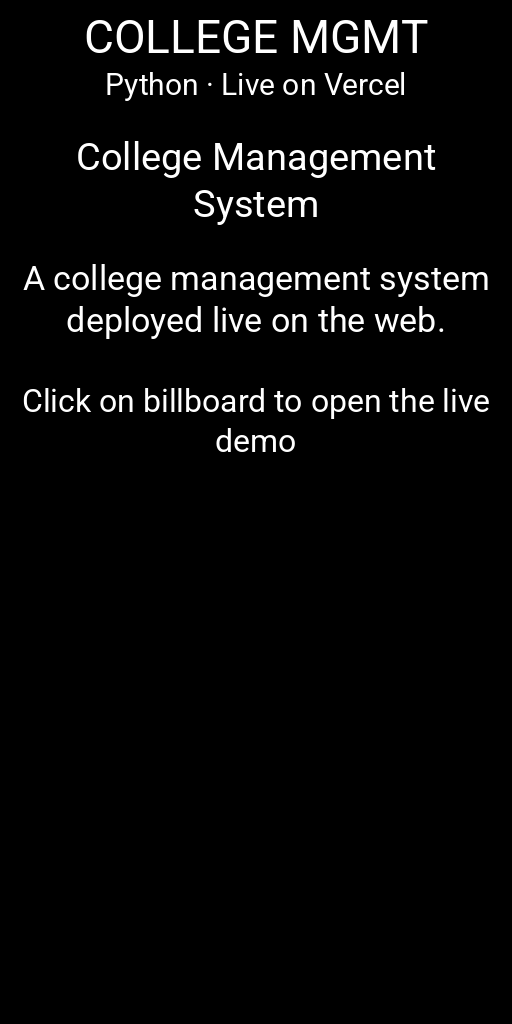 COLLEGE MGMT
Python · Live on Vercel
College Management
System
A college management system
deployed live on the web.
Click on billboard to open the live
demo